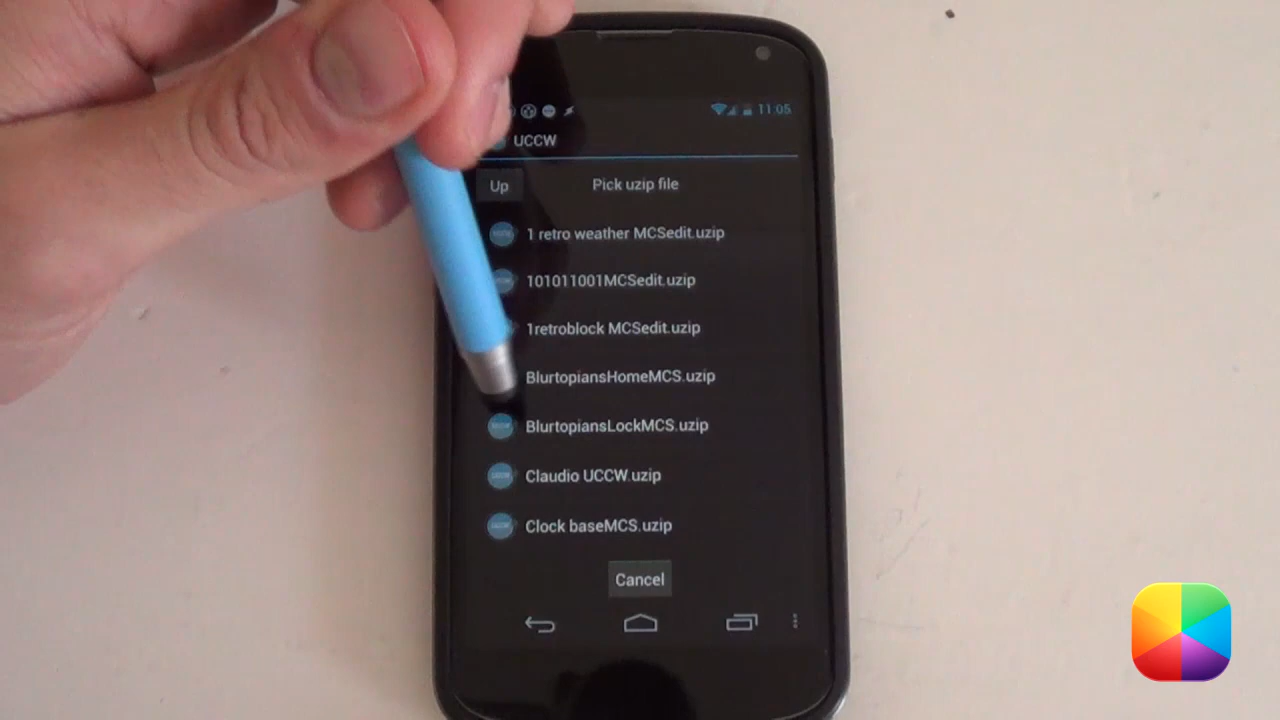 11:05
UCCW
Up
Pick uzip file
1 retro weather MCSedit.uzip
101011001MCSedit.uzip
1retroblock MCSedit.uzip
BlurtopiansHomeMCS.uzip
BlurtopiansLockMCS.uzip
Claudio UCCW.uzip
Clock baseMCS.uzip
Cancel